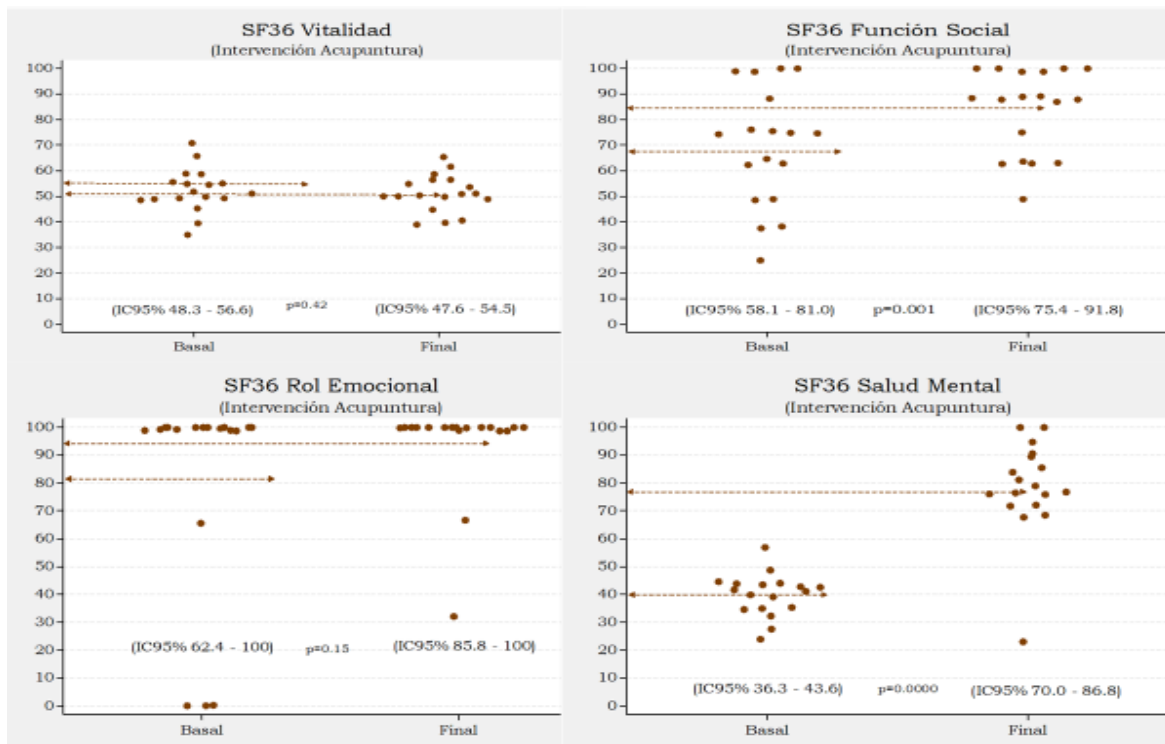 SF36 Vitalidad
(Intervención Acupuntura)
100
90
80
70
60
50
40
30
20
10
0
(IC95% 48.3 - 56.6) p=0.42 (IC95% 47.6 - 54.5)
Basal Final
SF36 Función Social
(Intervención Acupuntura)
100
90
80
70
60
50
40
30
20
10
0
(IC95% 58.1 - 81.0) p=0.001 (IC95% 75.4 - 91.8)
Basal Final
SF36 Rol Emocional
(Intervención Acupuntura)
100
90
80
70
60
50
40
30
20
10
0
(IC95% 62.4 - 100) p=0.15 (IC95% 85.8 - 100)
Basal Final
SF36 Salud Mental
(Intervención Acupuntura)
100
90
80
70
60
50
40
30
20
10
0
(IC95% 36.3 - 43.6) p=0.0000 (IC95% 70.0 - 86.8)
Basal Final